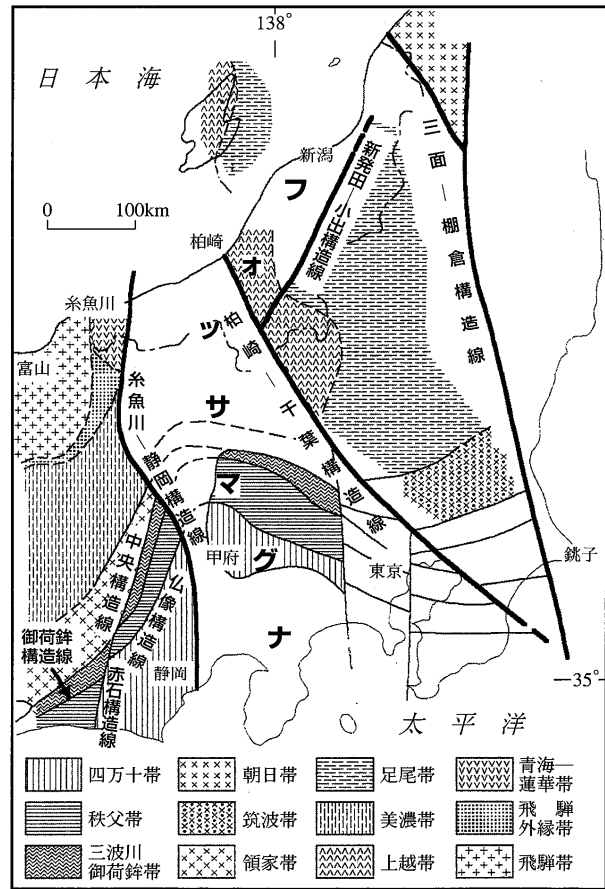 138°
日本海
新潟
0 100km
柏崎
糸魚川
富山
フォッサマグナ
新発田―小出構造線
三面―棚倉構造線
柏崎―千葉構造線
糸魚川―静岡構造線
中央構造線
仏像構造線
御荷鉾
構造線
赤石構造線
甲府
東京
銚子
静岡
35°
太平洋
四万十帯
朝日帯
足尾帯
青海―
蓮華帯
秩父帯
筑波帯
美濃帯
飛騨
外縁帯
三波川
御荷鉾帯
領家帯
上越帯
飛騨帯